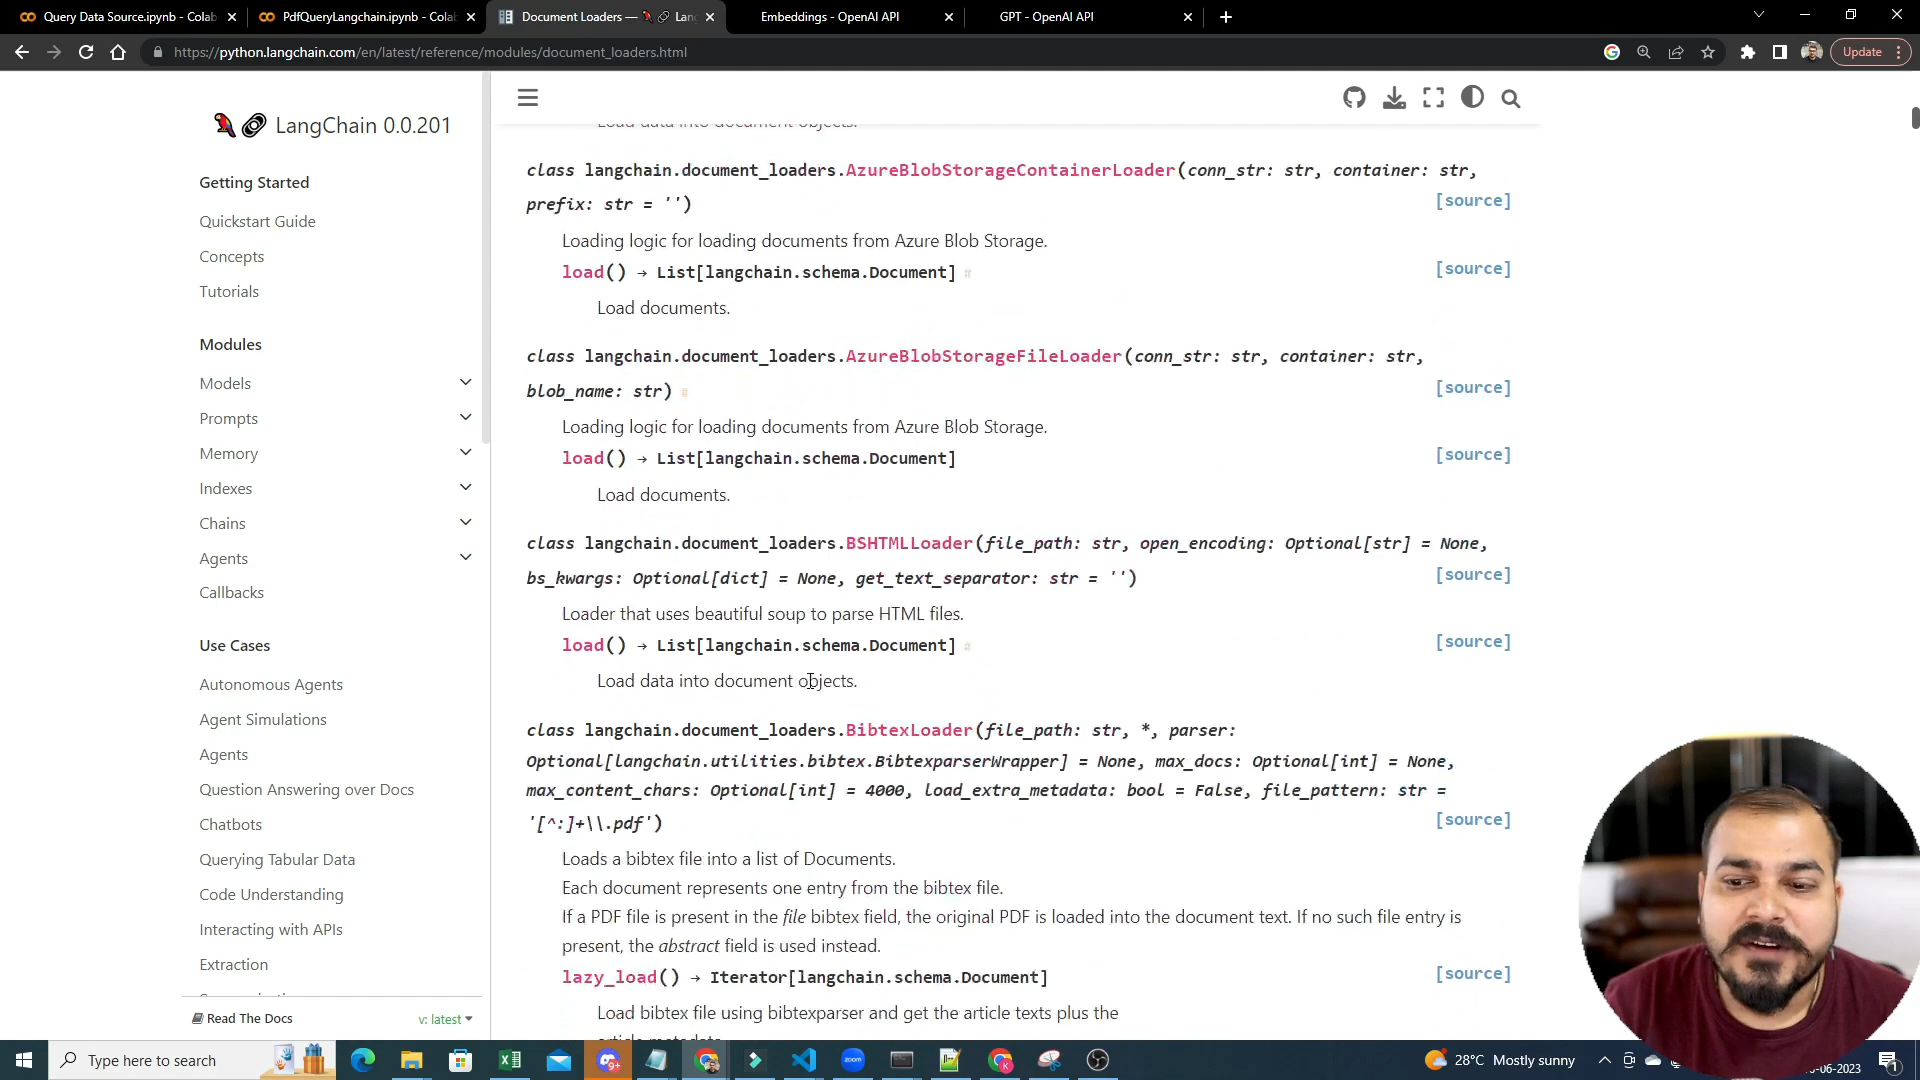 Query Data Source.ipynb - Colab
PdfQueryLangchain.ipynb - Colab
Document Loaders — Lang
Embeddings - OpenAI API
GPT - OpenAI API
https://python.langchain.com/en/latest/reference/modules/document_loaders.html
Update
LangChain 0.0.201
Getting Started
Quickstart Guide
Concepts
Tutorials
Modules
Models
Prompts
Memory
Indexes
Chains
Agents
Callbacks
Use Cases
Autonomous Agents
Agent Simulations
Agents
Question Answering over Docs
Chatbots
Querying Tabular Data
Code Understanding
Interacting with APIs
Extraction
Read The Docs
v: latest
Load data into document objects.
class langchain.document_loaders.AzureBlobStorageContainerLoader(conn_str: str, container: str,
prefix: str = '')
[source]
Loading logic for loading documents from Azure Blob Storage.
load() → List[langchain.schema.Document] #
[source]
Load documents.
class langchain.document_loaders.AzureBlobStorageFileLoader(conn_str: str, container: str,
blob_name: str) #
[source]
Loading logic for loading documents from Azure Blob Storage.
load() → List[langchain.schema.Document]
[source]
Load documents.
class langchain.document_loaders.BSHTMLLoader(file_path: str, open_encoding: Optional[str] = None,
bs_kwargs: Optional[dict] = None, get_text_separator: str = '')
[source]
Loader that uses beautiful soup to parse HTML files.
load() → List[langchain.schema.Document] #
[source]
Load data into document objects.
class langchain.document_loaders.BibtexLoader(file_path: str, *, parser:
Optional[langchain.utilities.bibtex.BibtexparserWrapper] = None, max_docs: Optional[int] = None,
max_content_chars: Optional[int] = 4000, load_extra_metadata: bool = False, file_pattern: str =
'[^:]+\\.pdf')
[source]
Loads a bibtex file into a list of Documents.
Each document represents one entry from the bibtex file.
If a PDF file is present in the file bibtex field, the original PDF is loaded into the document text. If no such file entry is
present, the abstract field is used instead.
lazy_load() → Iterator[langchain.schema.Document]
[source]
Load bibtex file using bibtexparser and get the article texts plus the
Type here to search
9+
28°C Mostly sunny
-06-2023
1